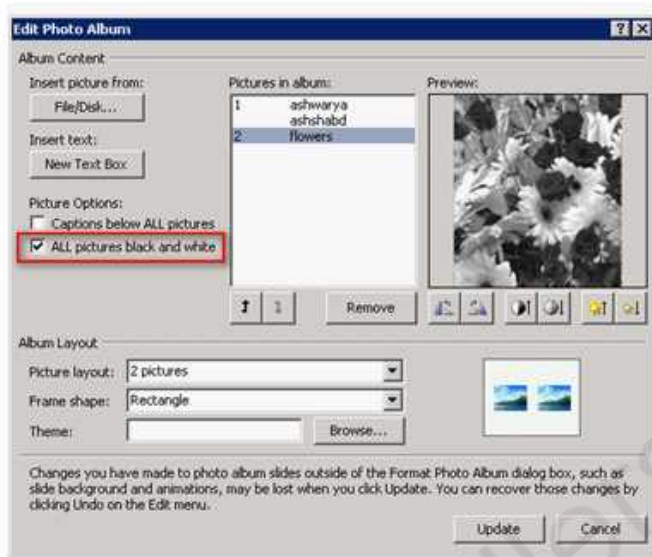 Edit Photo Album
Album Content
Insert picture from:
File/Disk...
Insert text:
New Text Box
Picture Options:
Captions below ALL pictures
ALL pictures black and white
Pictures in album:
1 ashwarya
ashshabd
2 flowers
Remove
Preview:
Album Layout
Picture layout: 2 pictures
Frame shape: Rectangle
Theme:
Browse...
Changes you have made to photo album slides outside of the Format Photo Album dialog box, such as
slide background and animations, may be lost when you click Update. You can recover those changes by
clicking Undo on the Edit menu.
Update Cancel